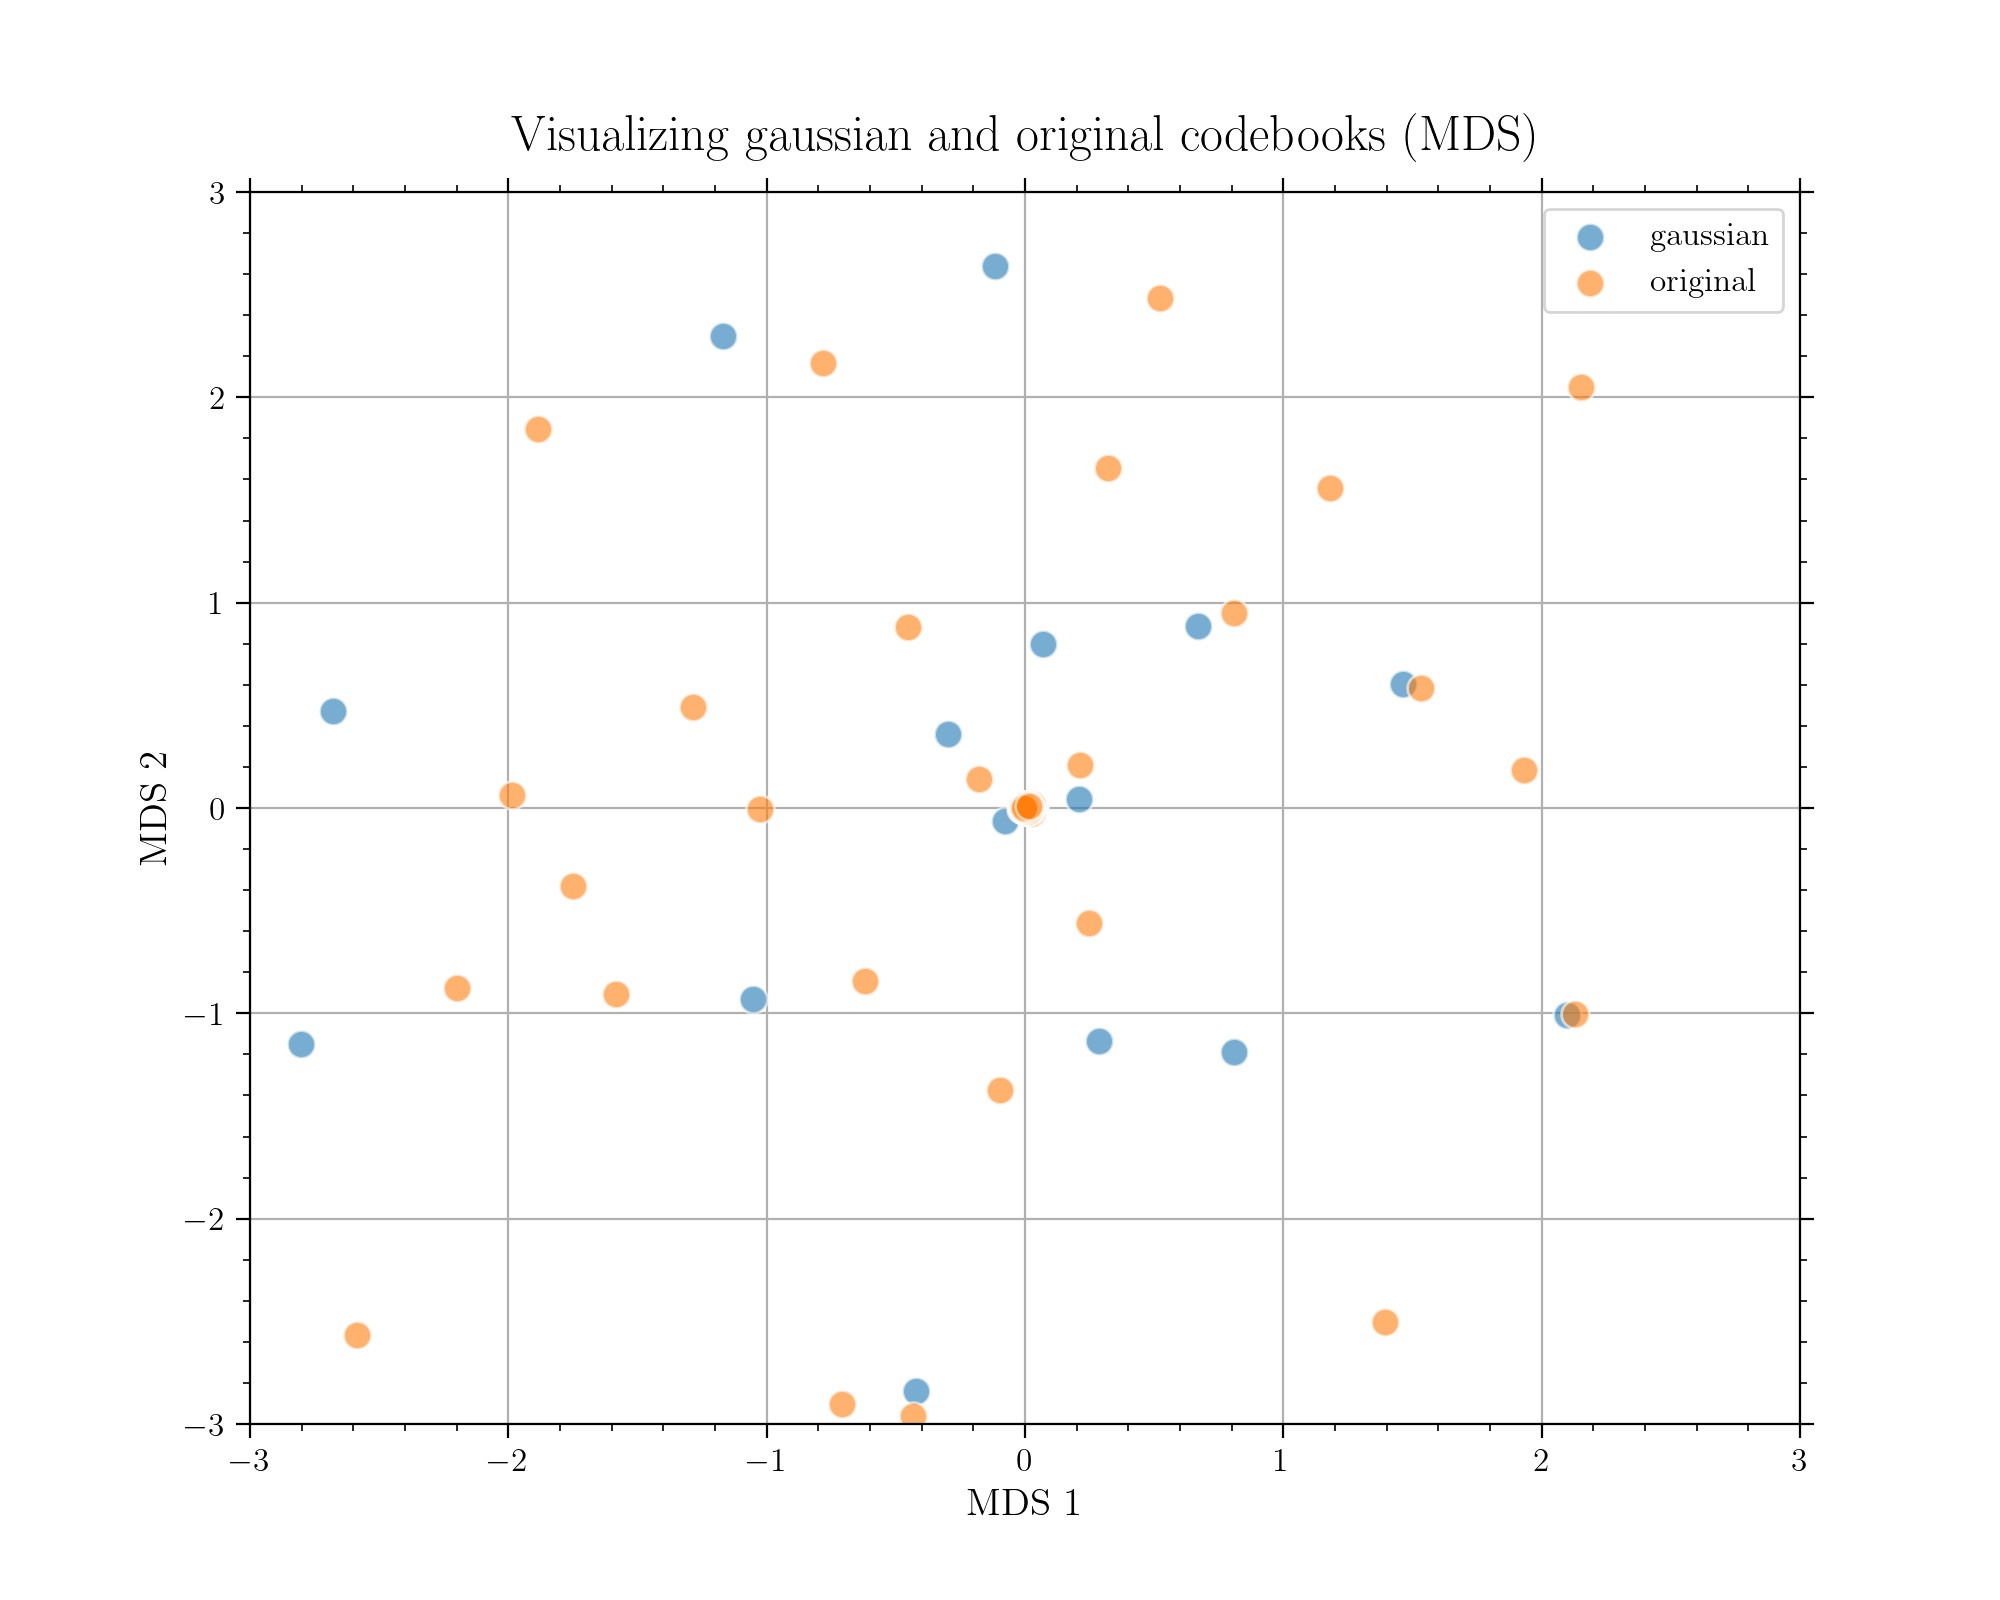 Visualizing gaussian and original codebooks (MDS)
gaussian
original
3
2
1
0
−1
−2
−3
MDS 2
−3
−2
−1
0
1
2
3
MDS 1